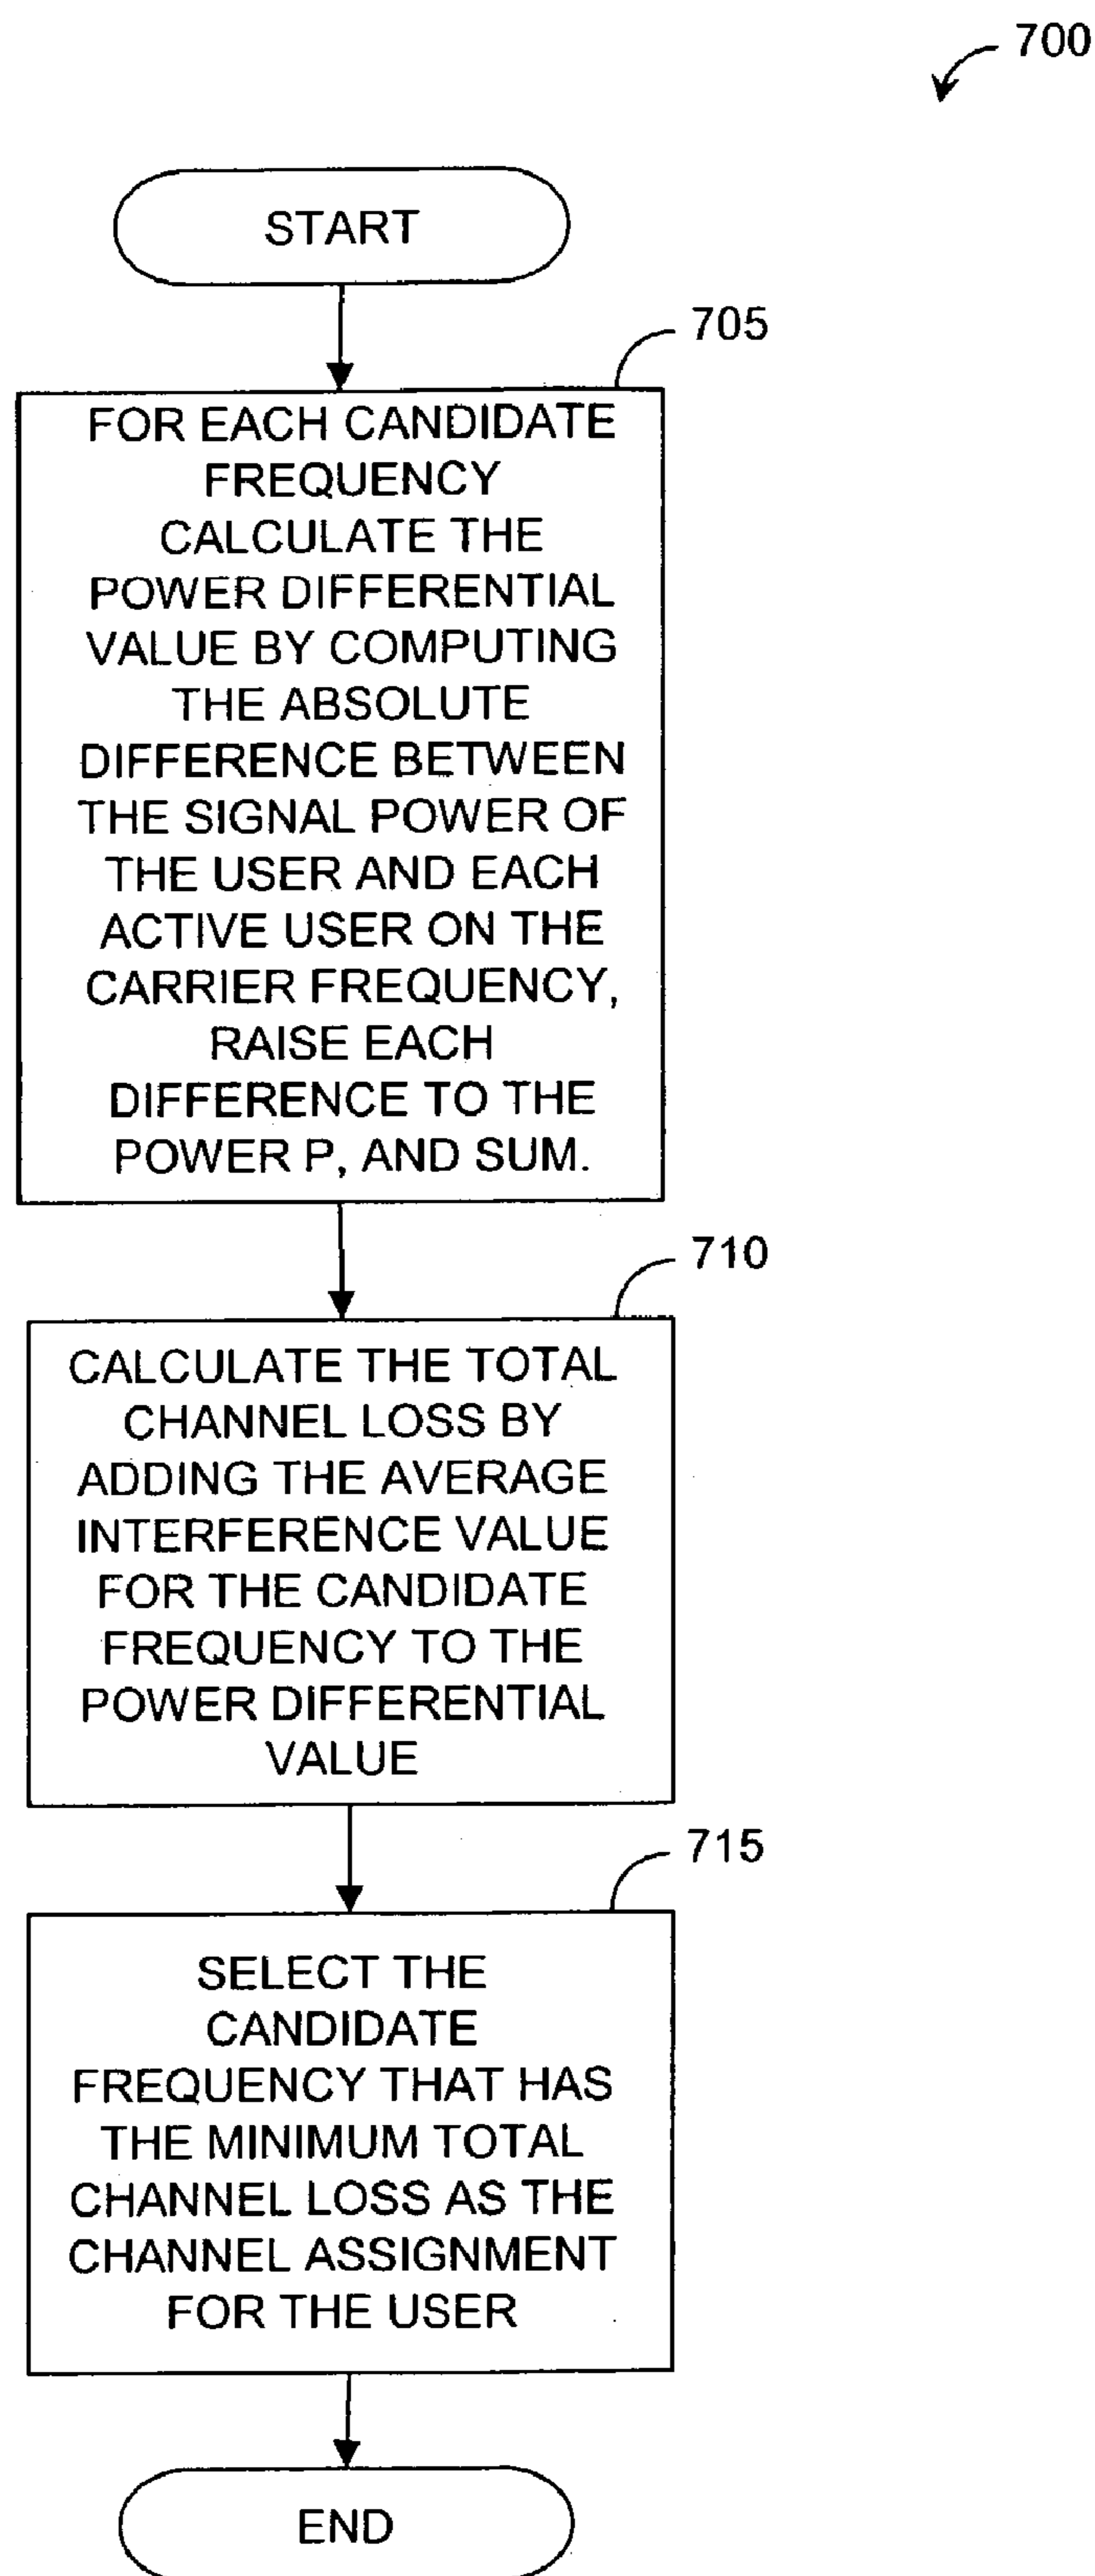 700
START
705
FOR EACH CANDIDATE
FREQUENCY
CALCULATE THE
POWER DIFFERENTIAL
VALUE BY COMPUTING
THE ABSOLUTE
DIFFERENCE BETWEEN
THE SIGNAL POWER OF
THE USER AND EACH
ACTIVE USER ON THE
CARRIER FREQUENCY,
RAISE EACH
DIFFERENCE TO THE
POWER P, AND SUM.
710
CALCULATE THE TOTAL
CHANNEL LOSS BY
ADDING THE AVERAGE
INTERFERENCE VALUE
FOR THE CANDIDATE
FREQUENCY TO THE
POWER DIFFERENTIAL
VALUE
715
SELECT THE
CANDIDATE
FREQUENCY THAT HAS
THE MINIMUM TOTAL
CHANNEL LOSS AS THE
CHANNEL ASSIGNMENT
FOR THE USER
END